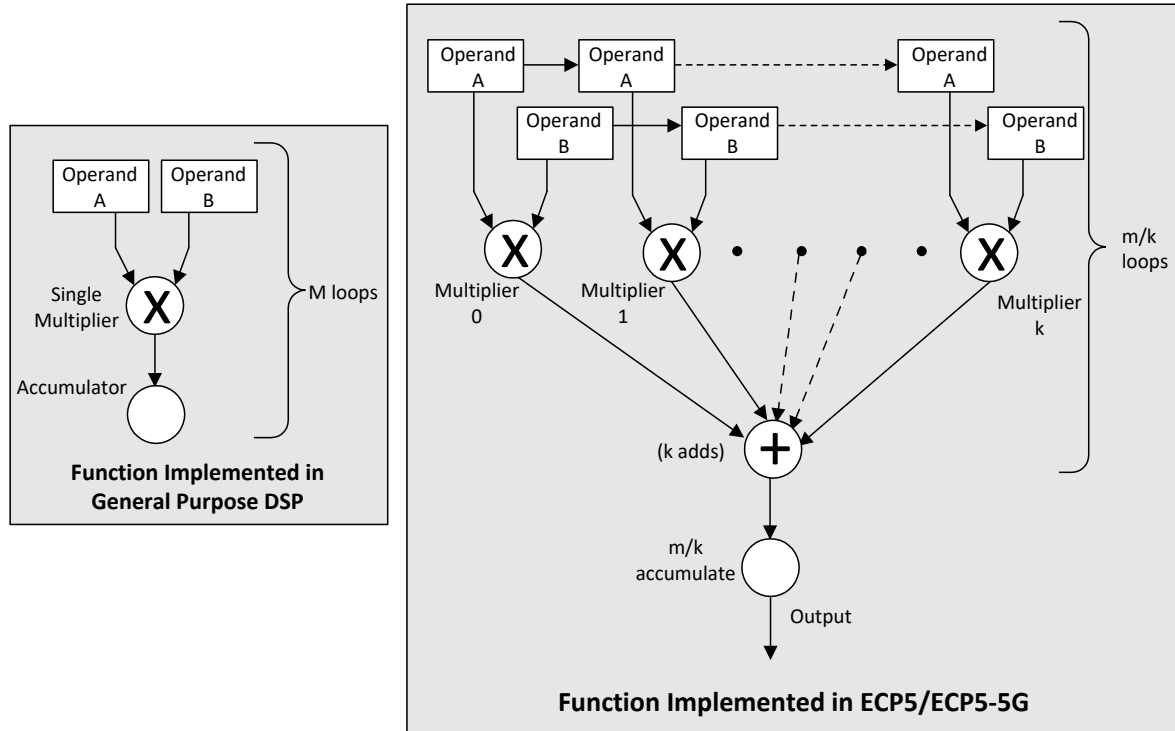 Operand
A
Operand
B
Single
Multiplier
X
M loops
Accumulator
Function Implemented in
General Purpose DSP
Operand
A
Operand
A
Operand
A
Operand
B
Operand
B
Operand
B
X
X
X
m/k
loops
Multiplier
0
Multiplier
1
Multiplier
k
(k adds)
+
m/k
accumulate
Output
Function Implemented in ECP5/ECP5-5G